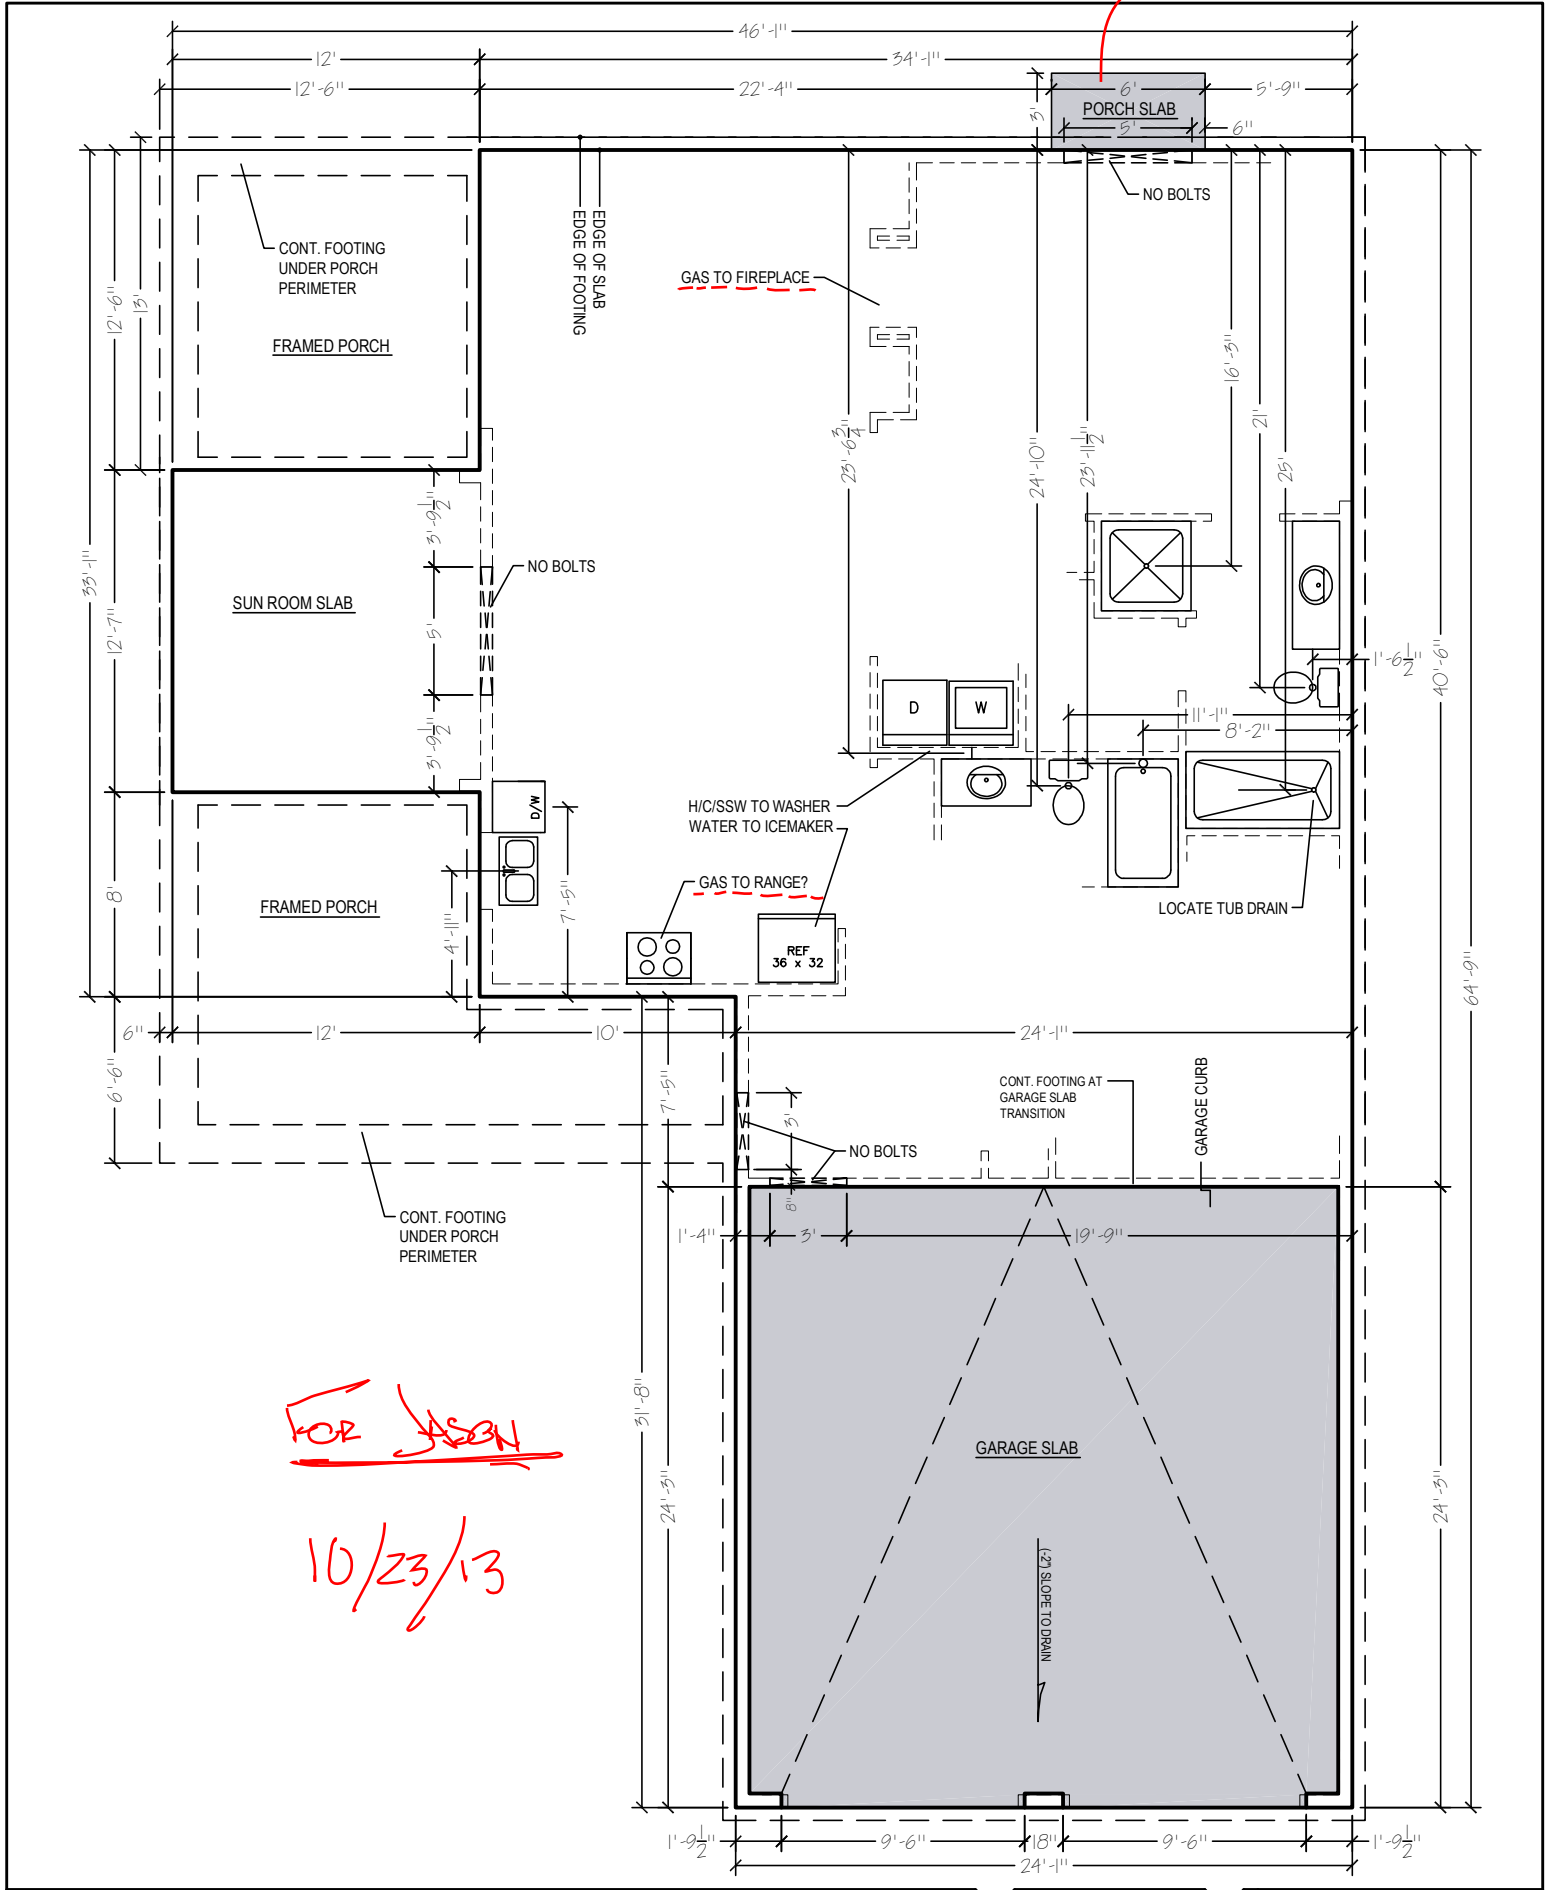 46'-1"
12'
34'-1"
12'-6"
22'-4"
6'
5'-9"
PORCH SLAB
3'
5'
6"
NO BOLTS
CONT. FOOTING
UNDER PORCH
PERIMETER
EDGE OF FOOTING
EDGE OF SLAB
GAS TO FIREPLACE
12'-6"
13'
FRAMED PORCH
16'-3"
21'
23'-6 3/4"
24'-10"
23'-11 1/2"
25'
3'-9 1/2"
NO BOLTS
33'-1"
12'-7"
SUN ROOM SLAB
5'
1'-6 1/2"
40'-6"
D
W
11'-1"
8'-2"
3'-9 1/2"
D/W
H/C/SSW TO WASHER
WATER TO ICEMAKER
8'
GAS TO RANGE?
FRAMED PORCH
4'-11"
7'-5"
LOCATE TUB DRAIN
REF
36 x 32
64'-9"
6"
12'
10'
24'-1"
6'-6"
7'-5"
3'
CONT. FOOTING AT
GARAGE SLAB
TRANSITION
GARAGE CURB
NO BOLTS
8"
CONT. FOOTING
UNDER PORCH
PERIMETER
1'-4"
3'
19'-9"
31'-8"
FOR JASON
GARAGE SLAB
24'-3"
24'-3"
10/23/13
(-2") SLOPE TO DRAIN
1'-9 1/2"
9'-6"
18"
9'-6"
1'-9 1/2"
24'-1"